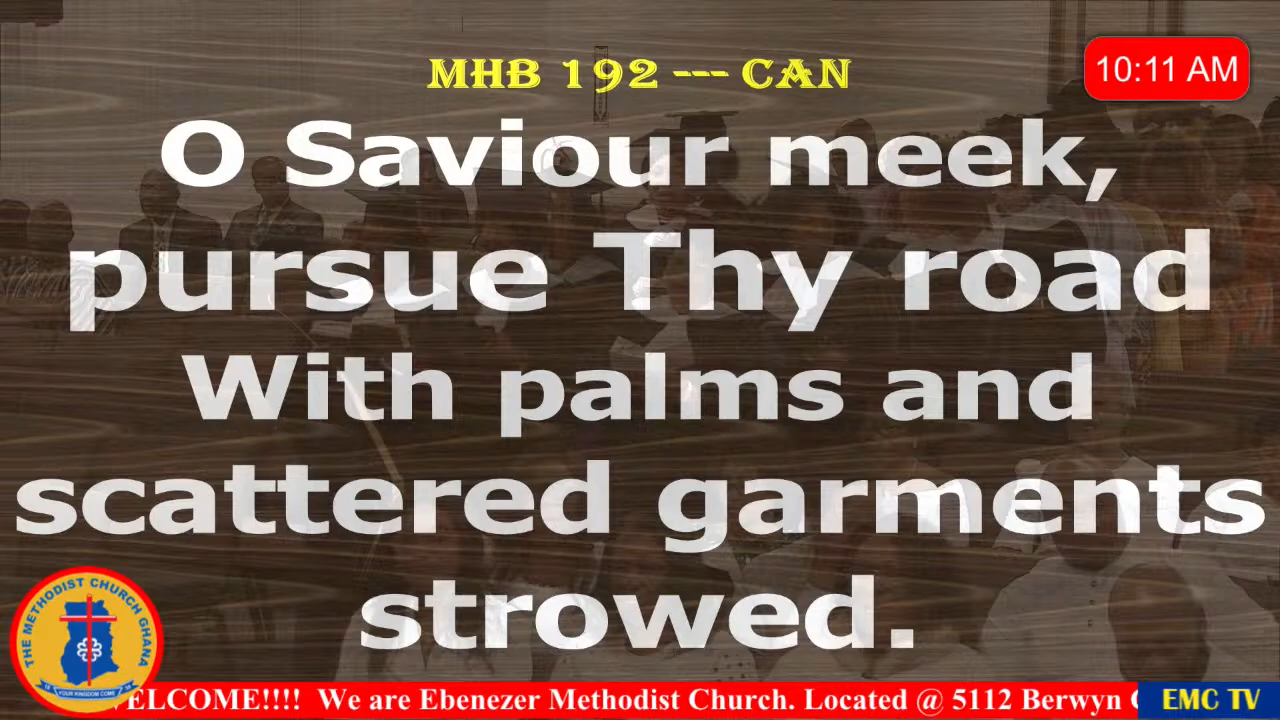 MHB 192 --- CAN
10:11 AM
O Saviour meek,
pursue Thy road
With palms and
scattered garments
strowed.
THE METHODIST CHURCH GHANA
YOUR KINGDOM COME
ELCOME!!!! We are Ebenezer Methodist Church. Located @ 5112 Berwyn
EMC TV